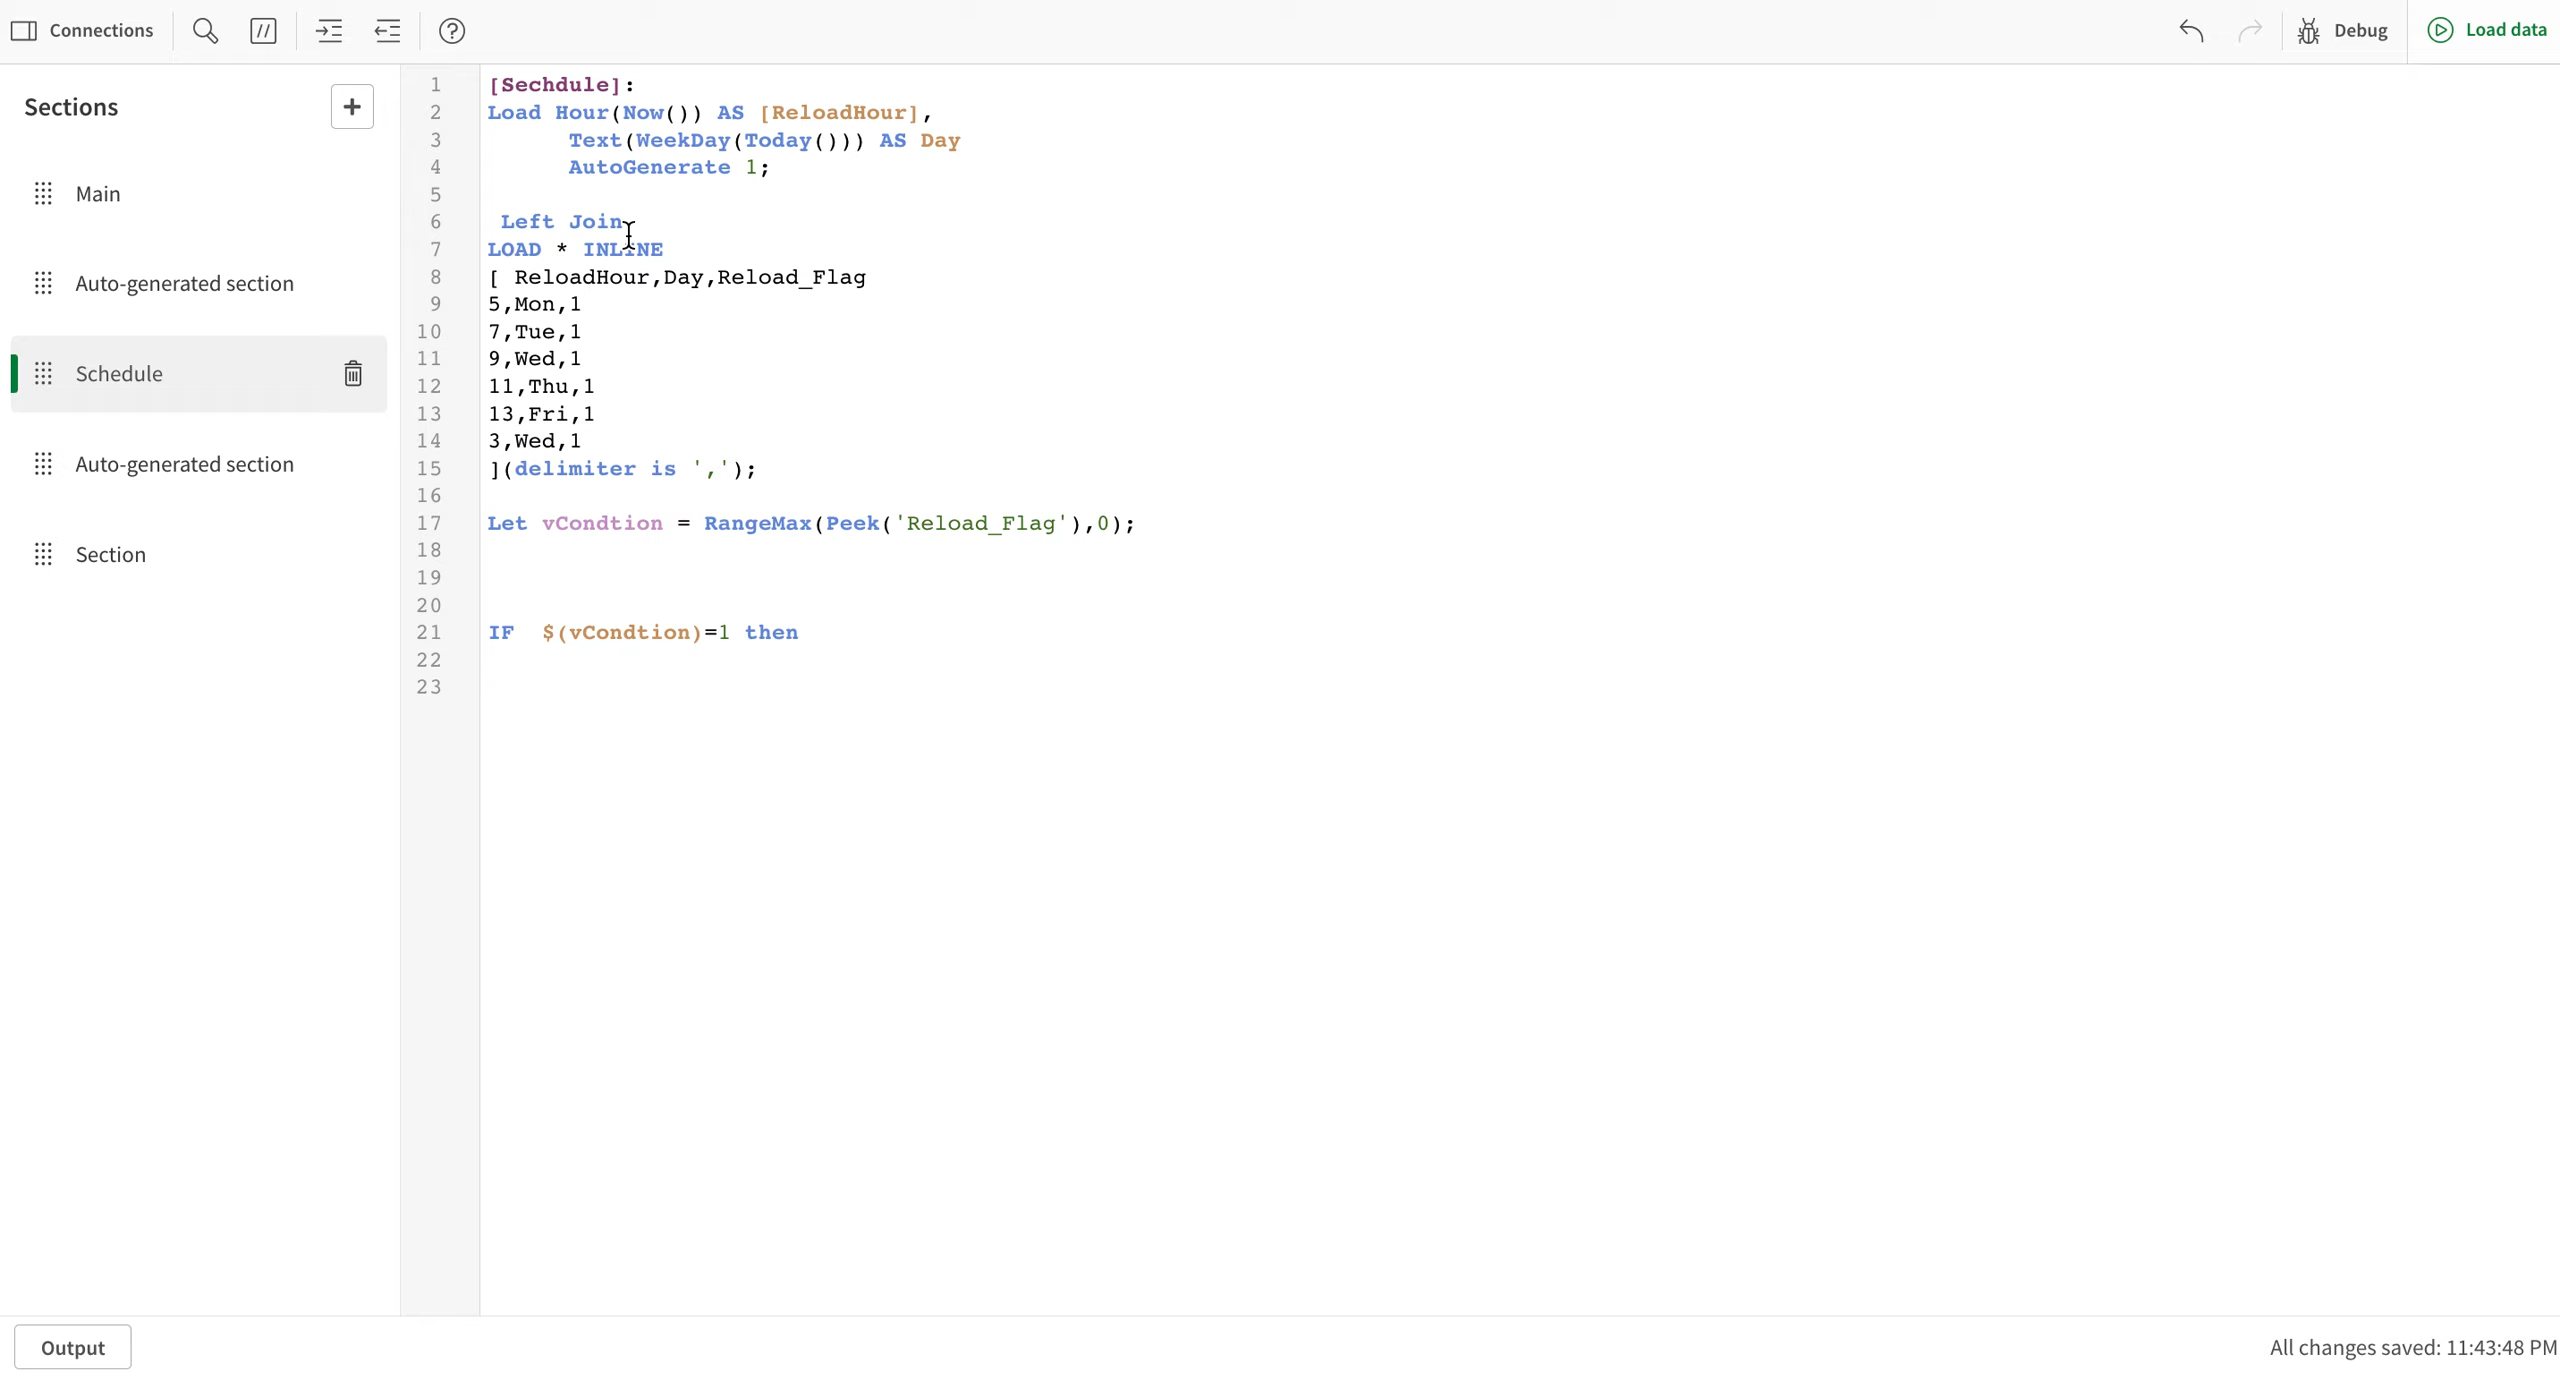 Connections
//
?
Debug
Load data
Sections
+
Main
Auto-generated section
Schedule
Auto-generated section
Section
1 [Sechdule]:
2 Load Hour(Now()) AS [ReloadHour],
3 Text(WeekDay(Today())) AS Day
4 AutoGenerate 1;
5
6 Left Join
7 LOAD * INLINE
8 [ ReloadHour,Day,Reload_Flag
9 5,Mon,1
10 7,Tue,1
11 9,Wed,1
12 11,Thu,1
13 13,Fri,1
14 3,Wed,1
15 ](delimiter is ',');
16
17 Let vCondtion = RangeMax(Peek('Reload_Flag'),0);
18
19
20
21 IF $(vCondtion)=1 then
22
23
Output
All changes saved: 11:43:48 PM